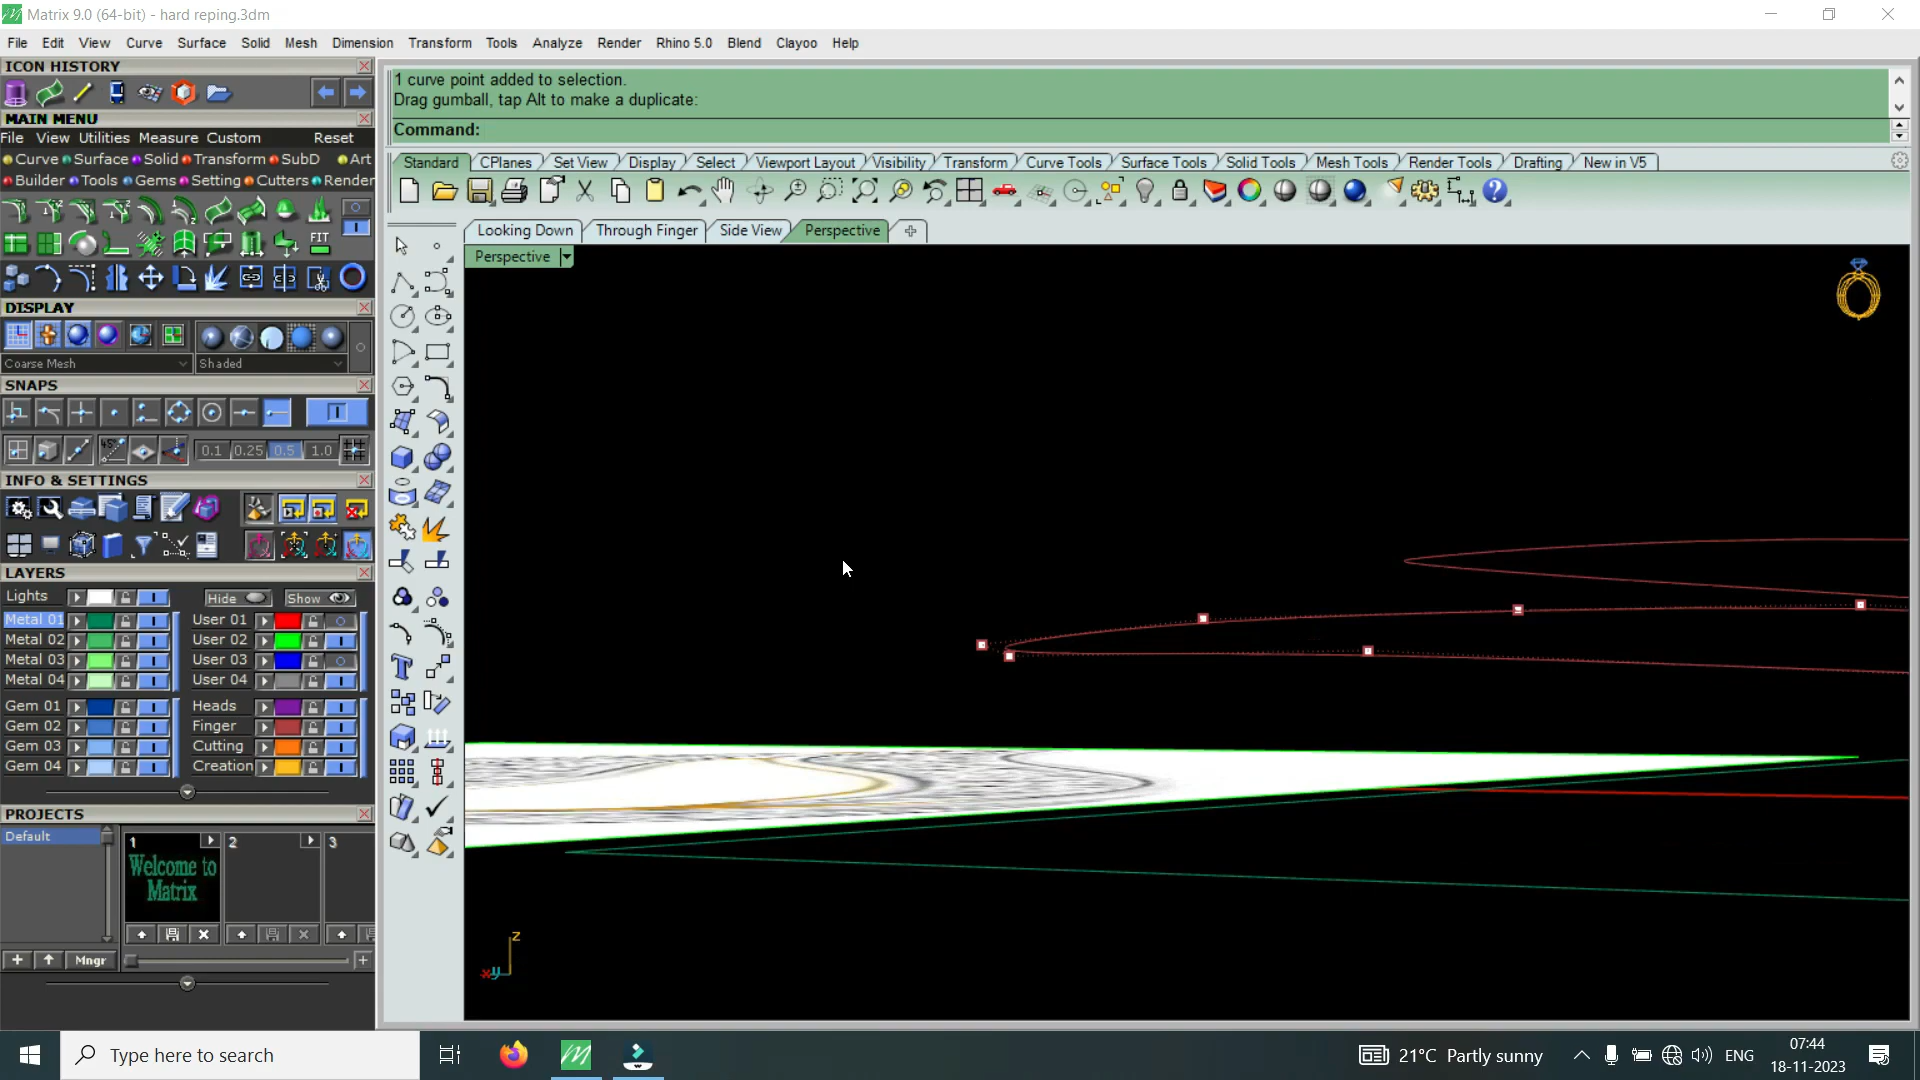 Matrix 9.0 (64-bit) - hard reping.3dm
File Edit View Curve Surface Solid Mesh Dimension Transform Tools Analyze Render Rhino 5.0 Blend Clayoo Help
ICON HISTORY
1 curve point added to selection.
Drag gumball, tap Alt to make a duplicate:
Command:
MAIN MENU
File View Utilities Measure Custom Reset
Curve Surface Solid Transform SubD Art
Builder Tools Gems Setting Cutters Render
Standard CPlanes Set View Display Select Viewport Layout Visibility Transform Curve Tools Surface Tools Solid Tools Mesh Tools Render Tools Drafting New in V5
FIT
Looking Down Through Finger Side View Perspective
Perspective
DISPLAY
Coarse Mesh Shaded
SNAPS
0.1 0.25 0.5 1.0
INFO & SETTINGS
LAYERS
Lights Hide Show
Metal 01 User 01
Metal 02 User 02
Metal 03 User 03
Metal 04 User 04
Gem 01 Heads
Gem 02 Finger
Gem 03 Cutting
Gem 04 Creation
PROJECTS
Default 1 2 3
Welcome to
Matrix
Mngr
z
x y
Type here to search
21°C Partly sunny
ENG
07:44
18-11-2023